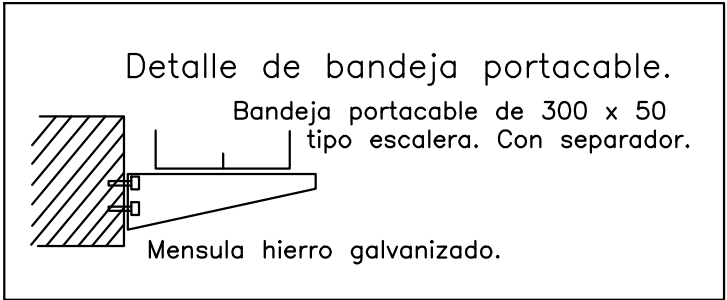 Detalle de bandeja portacable.
Bandeja portacable de 300 x 50
tipo escalera. Con separador.
Mensula hierro galvanizado.